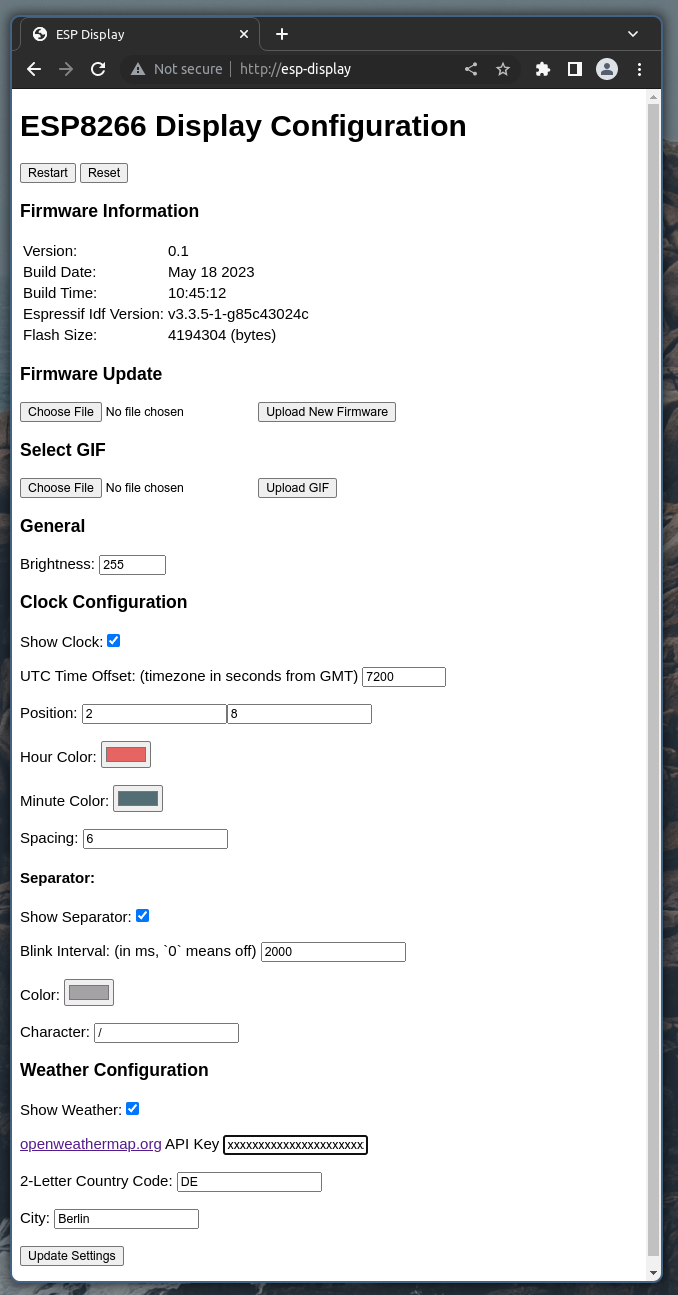 ESP Display
Not secure http://esp-display
ESP8266 Display Configuration
Restart Reset
Firmware Information
Version: 0.1
Build Date: May 18 2023
Build Time: 10:45:12
Espressif Idf Version: v3.3.5-1-g85c43024c
Flash Size: 4194304 (bytes)
Firmware Update
Choose File No file chosen Upload New Firmware
Select GIF
Choose File No file chosen Upload GIF
General
Brightness: 255
Clock Configuration
Show Clock:
UTC Time Offset: (timezone in seconds from GMT) 7200
Position: 2 8
Hour Color:
Minute Color:
Spacing: 6
Separator:
Show Separator:
Blink Interval: (in ms, `0` means off) 2000
Color:
Character: /
Weather Configuration
Show Weather:
openweathermap.org API Key xxxxxxxxxxxxxxxxxxxxxx
2-Letter Country Code: DE
City: Berlin
Update Settings